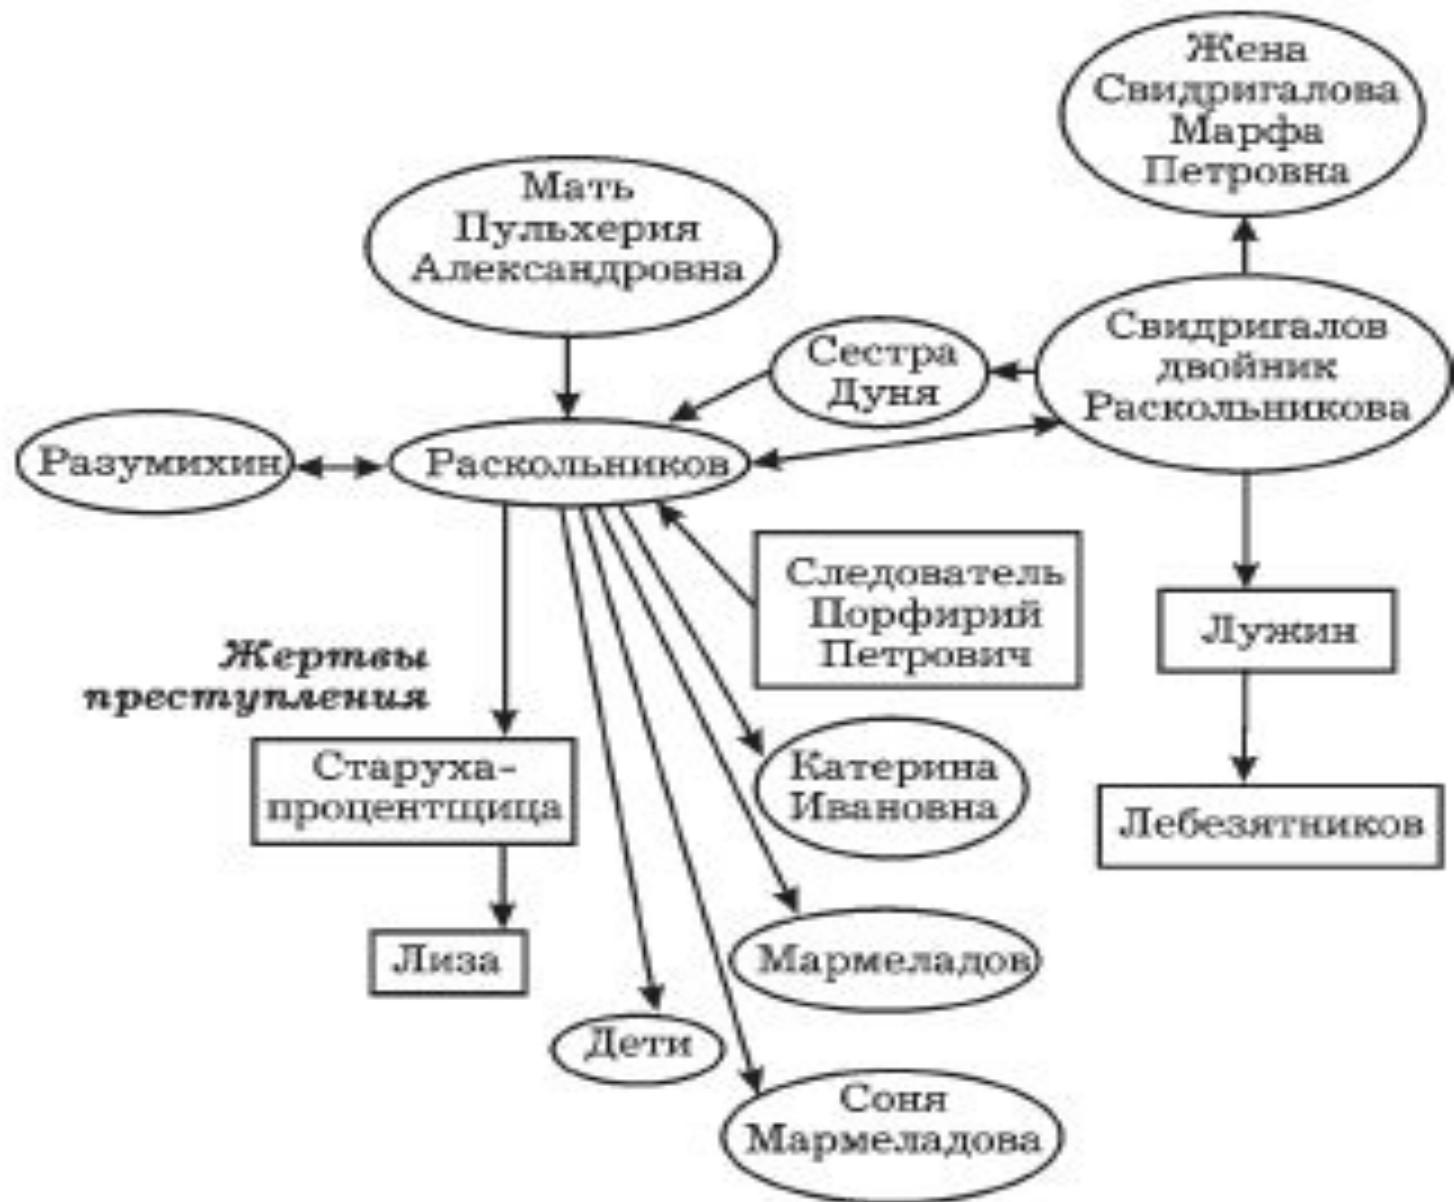 Жена
Свидригалова
Марфа
Петровна
Мать
Пульхерия
Александровна
Сестра
Дуня
Свидригалов
двойник
Раскольникова
Разумихин
Раскольников
Следователь
Порфирий
Петрович
Лужин
Жертвы
преступления
Старуха-
процентщица
Катерина
Ивановна
Лебезятников
Лиза
Мармеладов
Дети
Соня
Мармеладова